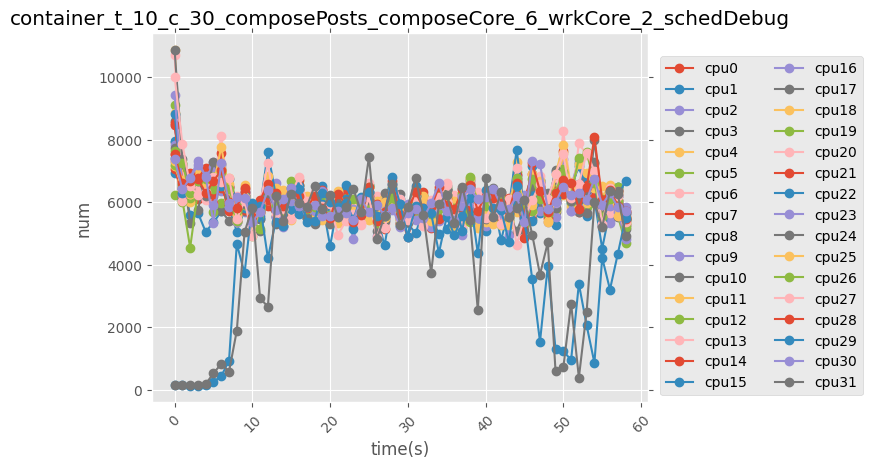 container_t_10_c_30_composePosts_composeCore_6_wrkCore_2_schedDebug
num
10000
8000
6000
4000
2000
0
0
10
20
30
40
50
60
time(s)
cpu0
cpu1
cpu2
cpu3
cpu4
cpu5
cpu6
cpu7
cpu8
cpu9
cpu10
cpu11
cpu12
cpu13
cpu14
cpu15
cpu16
cpu17
cpu18
cpu19
cpu20
cpu21
cpu22
cpu23
cpu24
cpu25
cpu26
cpu27
cpu28
cpu29
cpu30
cpu31